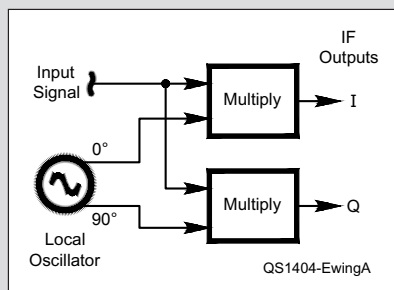 IF
Outputs
Input
Signal
Multiply
I
0°
Multiply
Q
90°
Local
Oscillator
QS1404-EwingA